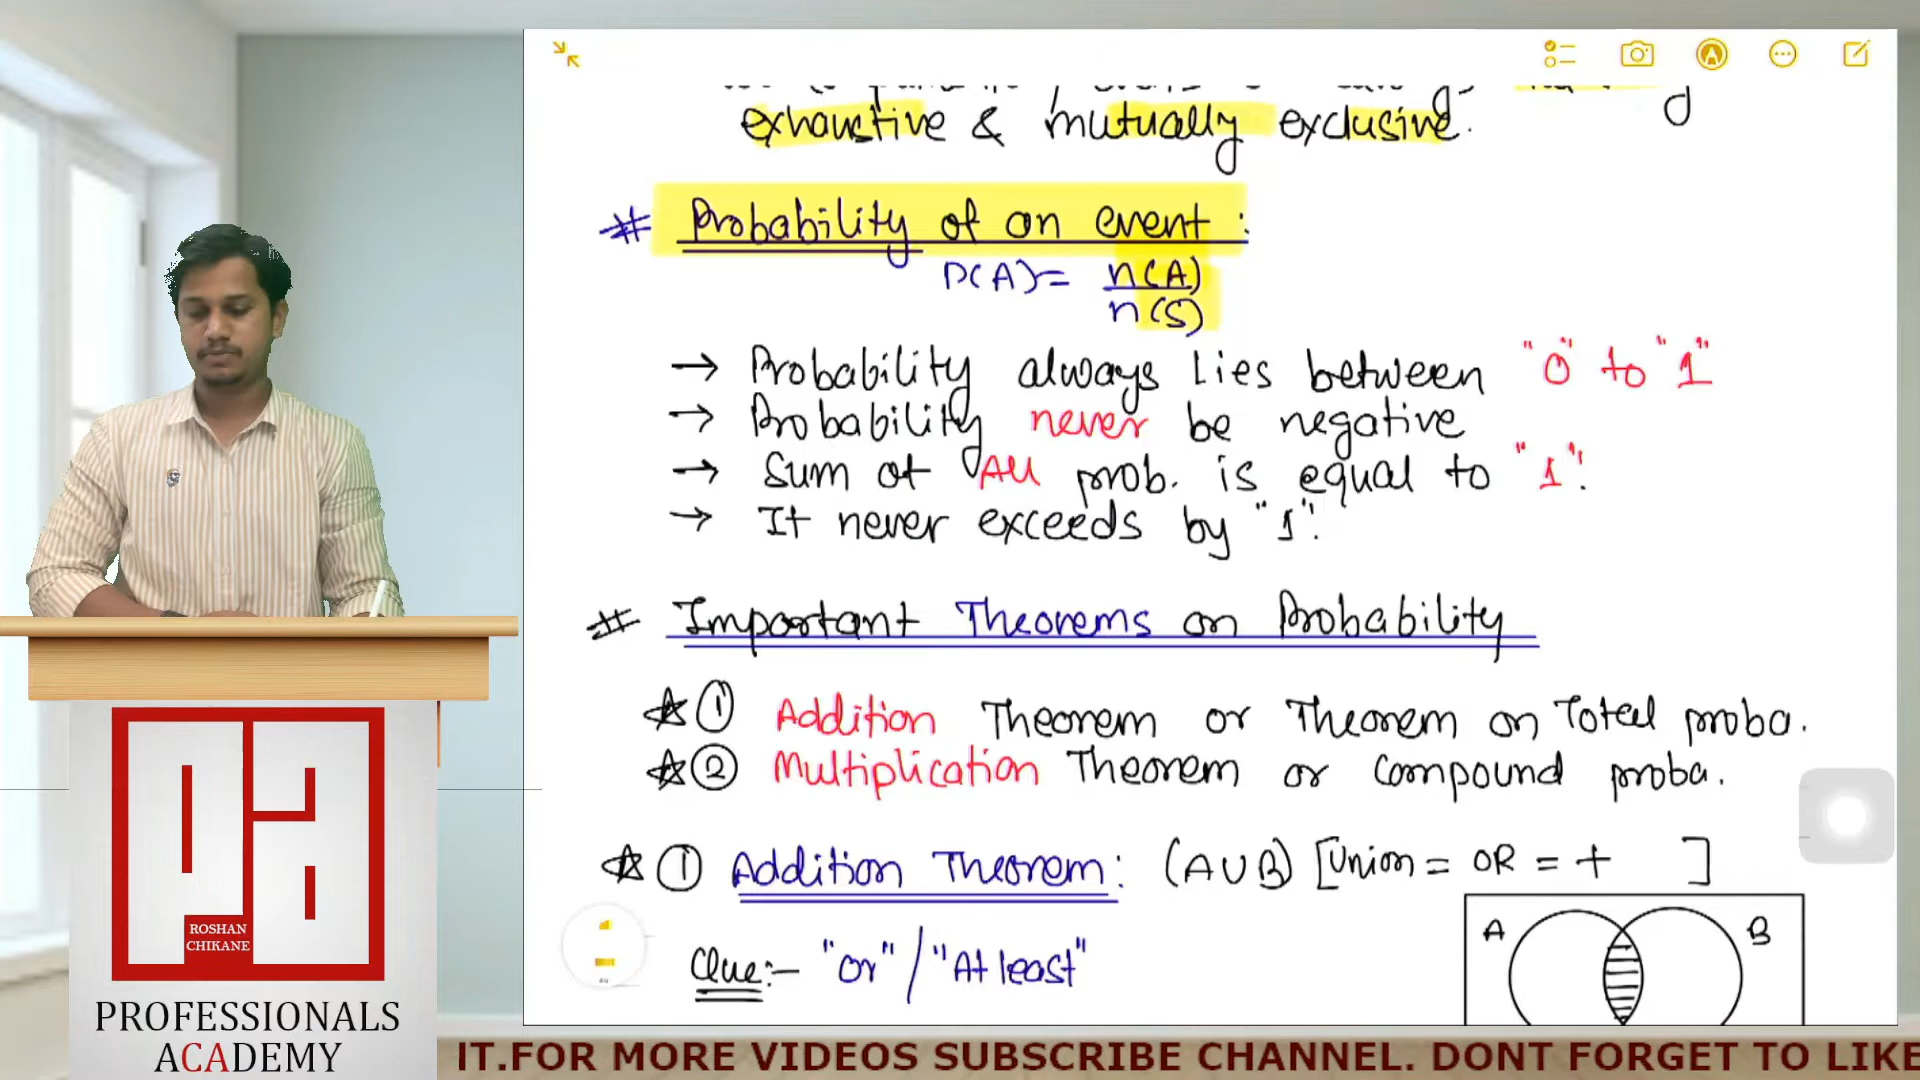 exhaustive & mutually exclusive.
# Probability of an event :
P(A) = n(A)
n(S)
→ Probability always lies between "0" to "1"
→ Probability never be negative
→ Sum of All prob. is equal to "1".
→ It never exceeds by "1".
# Important Theorems on Probability
☆ ① Addition Theorem or Theorem on Total proba.
☆ ② Multiplication Theorem or Compound proba.
☆ ① Addition Theorem: (A∪B) [Union = OR = + ]
Clue:- "or" / "At least"
A B
ROSHAN
CHIKANE
PROFESSIONALS
ACADEMY
IT.FOR MORE VIDEOS SUBSCRIBE CHANNEL. DONT FORGET TO LIKE